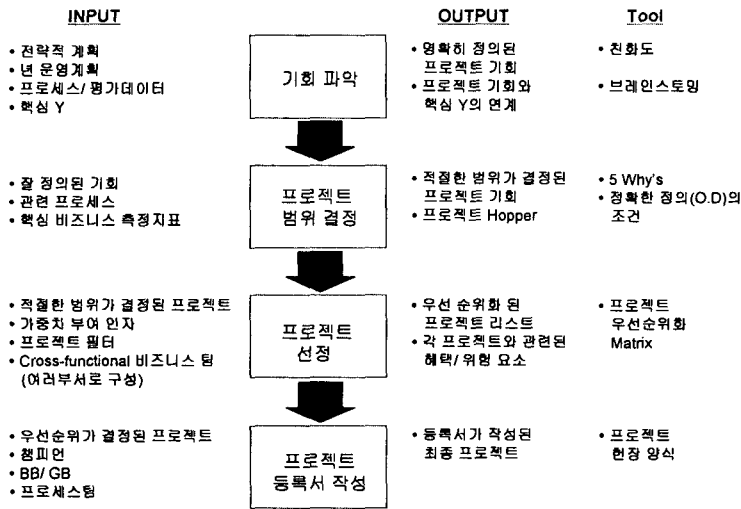 INPUT
OUTPUT
Tool
• 전략적 계획
• 년 운영계획
• 프로세스/ 평가데이터
• 핵심 Y
기회 파악
• 명확히 정의된
프로젝트 기회
• 프로젝트 기회와
핵심 Y의 연계
• 친화도
• 브레인스토밍
• 잘 정의된 기회
• 관련 프로세스
• 핵심 비즈니스 측정지표
프로젝트
범위 결정
• 적절한 범위가 결정된
프로젝트 기회
• 프로젝트 Hopper
• 5 Why's
• 정확한 정의(O.D)의
조건
• 적절한 범위가 결정된 프로젝트
• 가중치 부여 인자
• 프로젝트 필터
• Cross-functional 비즈니스 팀
(여러부서로 구성)
프로젝트
선정
• 우선 순위화 된
프로젝트 리스트
• 각 프로젝트와 관련된
혜택/ 위험 요소
• 프로젝트
우선순위화
Matrix
• 우선순위가 결정된 프로젝트
• 챔피언
• BB/ GB
• 프로세스팀
프로젝트
등록서 작성
• 등록서가 작성된
최종 프로젝트
• 프로젝트
헌장 양식